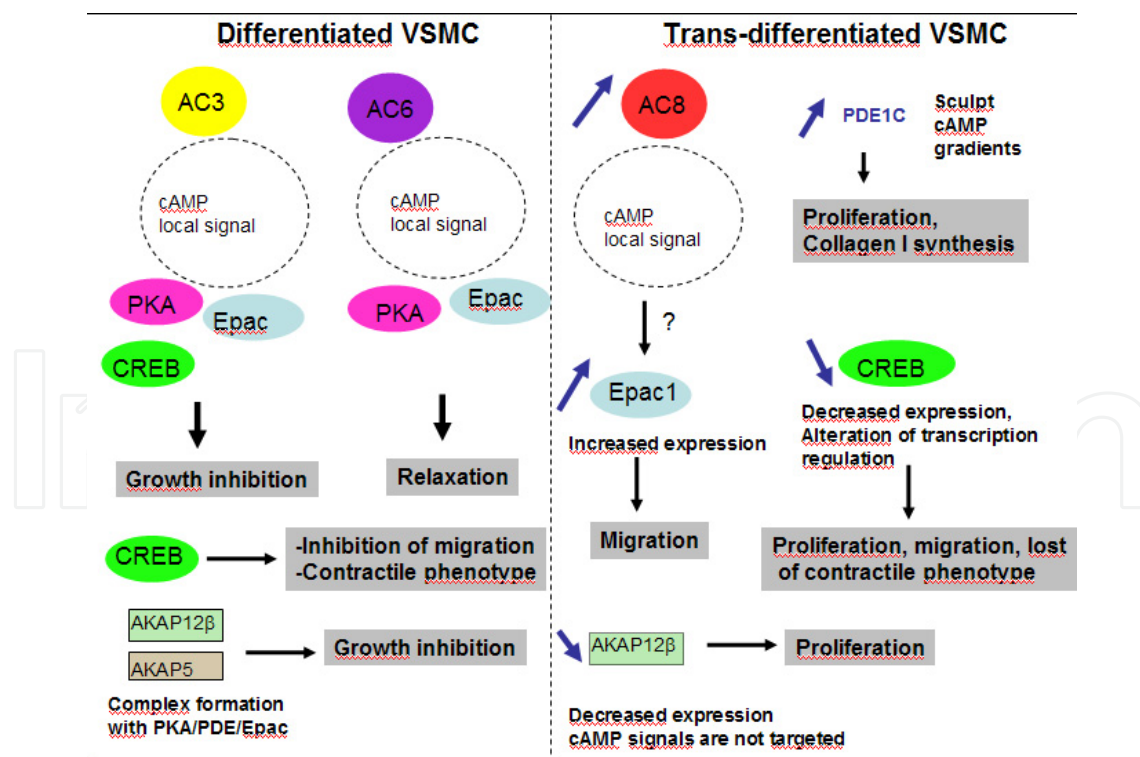 Differentiated VSMC
AC3
cAMP
local signal
PKA
Epac
CREB
Growth inhibition
AC6
cAMP
local signal
PKA
Epac
Relaxation
CREB
-Inhibition of migration
-Contractile phenotype
AKAP12β
AKAP5
Growth inhibition
Complex formation
with PKA/PDE/Epac
Trans-differentiated VSMC
AC8
cAMP
local signal
?
Epac1
Increased expression
Migration
PDE1C
Sculpt
cAMP
gradients
Proliferation,
Collagen I synthesis
CREB
Decreased expression,
Alteration of transcription
regulation
Proliferation, migration, lost
of contractile phenotype
AKAP12β
Proliferation
Decreased expression
cAMP signals are not targeted